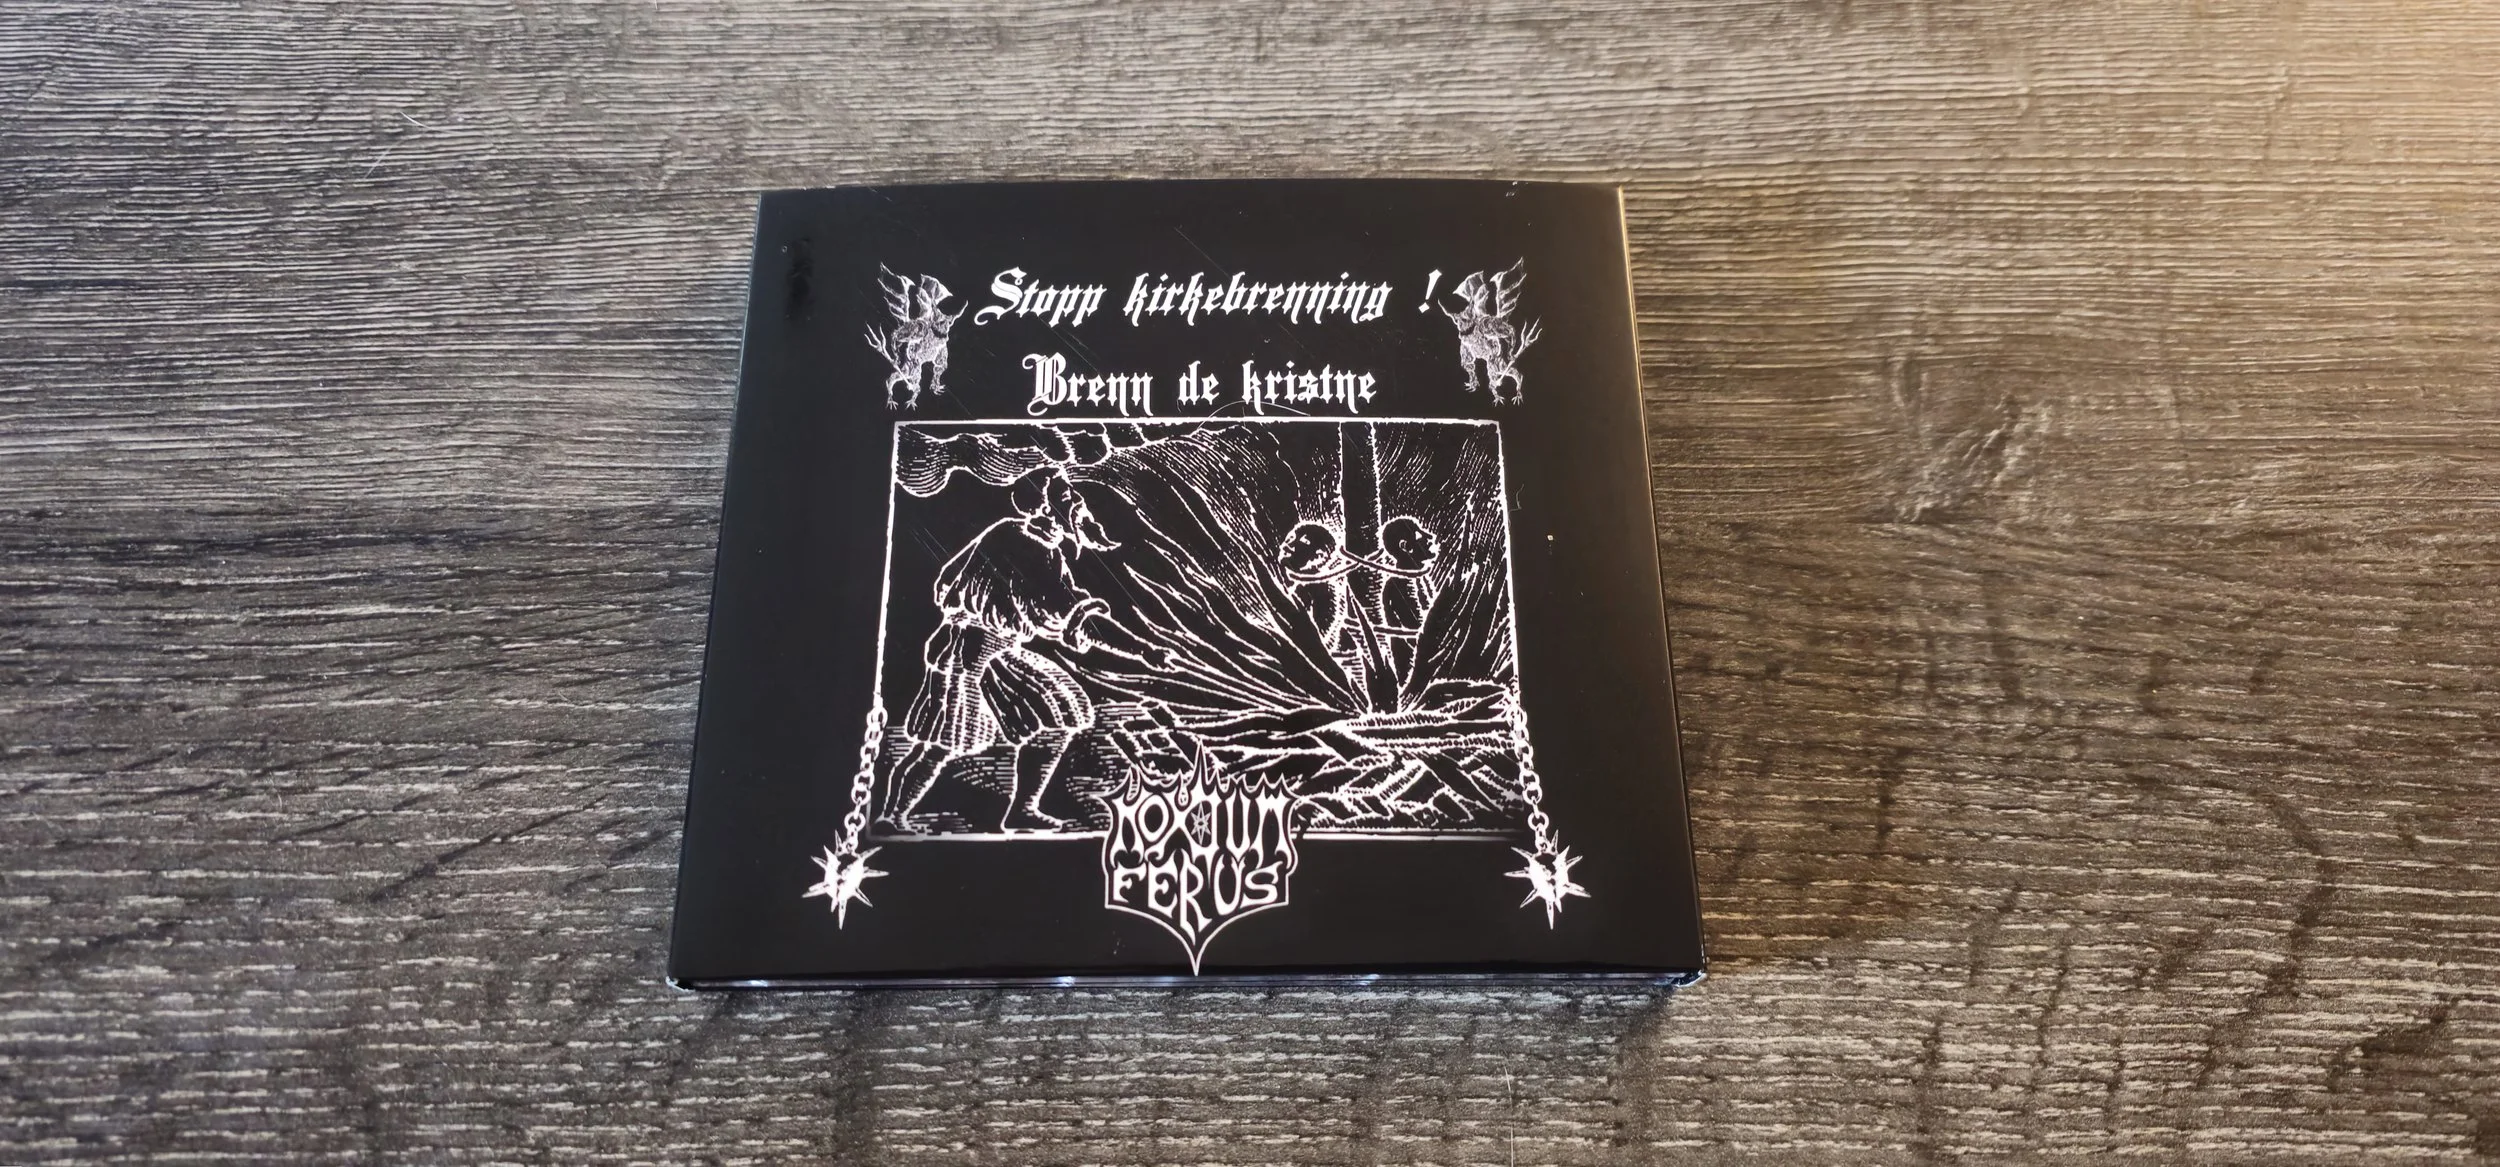 Stopp kirkebrenning !
Brenn de kristne
NOXIUM
FERUS